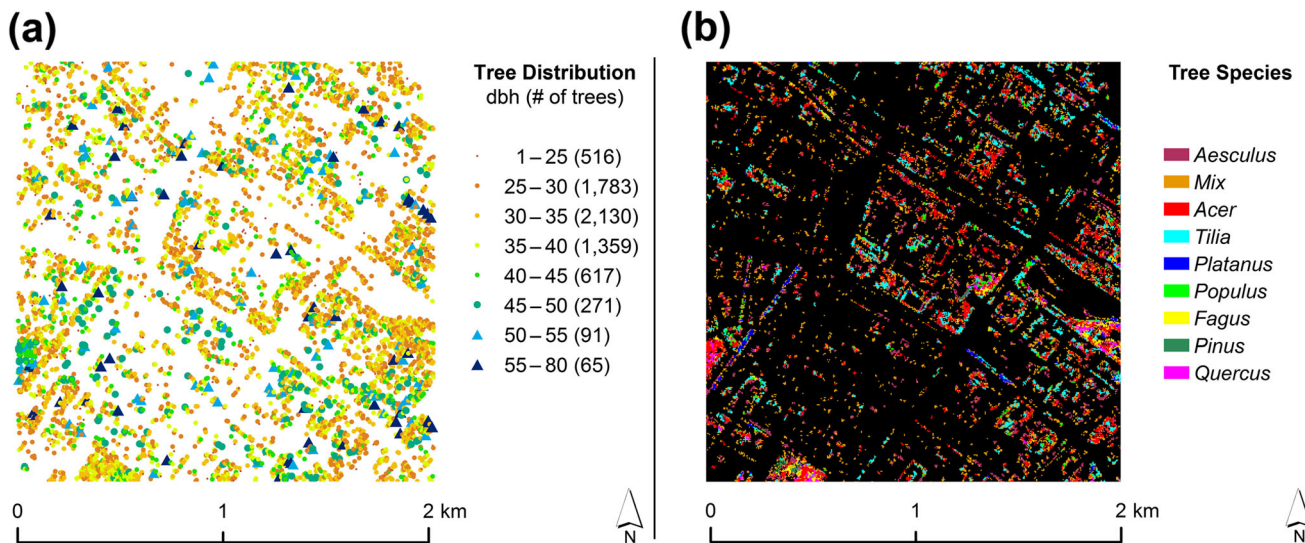 (a)
Tree Distribution
dbh (# of trees)
1–25 (516)
25–30 (1,783)
30–35 (2,130)
35–40 (1,359)
40–45 (617)
45–50 (271)
50–55 (91)
55–80 (65)
0 1 2 km
N
(b)
Tree Species
Aesculus
Mix
Acer
Tilia
Platanus
Populus
Fagus
Pinus
Quercus
0 1 2 km
N